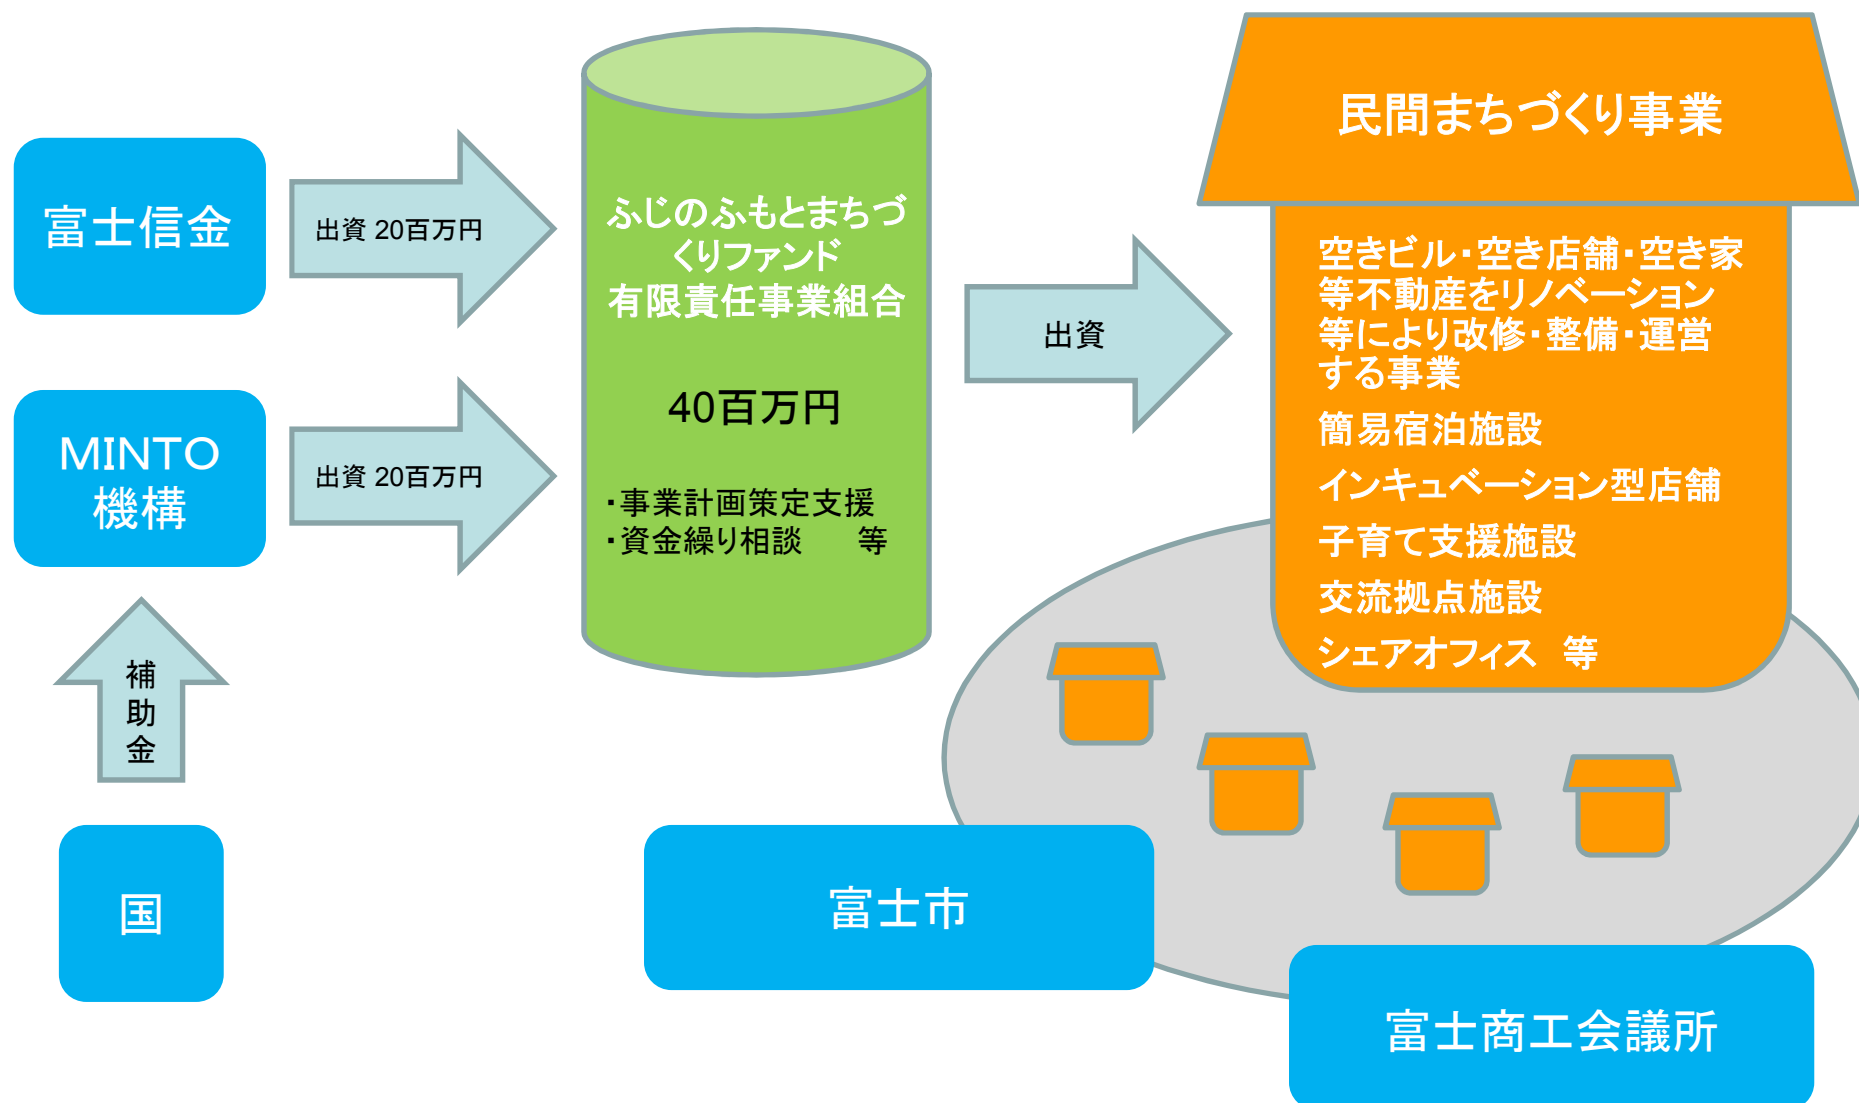 富士信金
出資 20百万円
MINTO
機構
出資 20百万円
補
助
金
国
ふじのふもとまちづ
くりファンド
有限責任事業組合
40百万円
・事業計画策定支援
・資金繰り相談　　等
出資
民間まちづくり事業
空きビル・空き店舗・空き家
等不動産をリノベーション
等により改修・整備・運営
する事業
簡易宿泊施設
インキュベーション型店舗
子育て支援施設
交流拠点施設
シェアオフィス　等
富士市
富士商工会議所